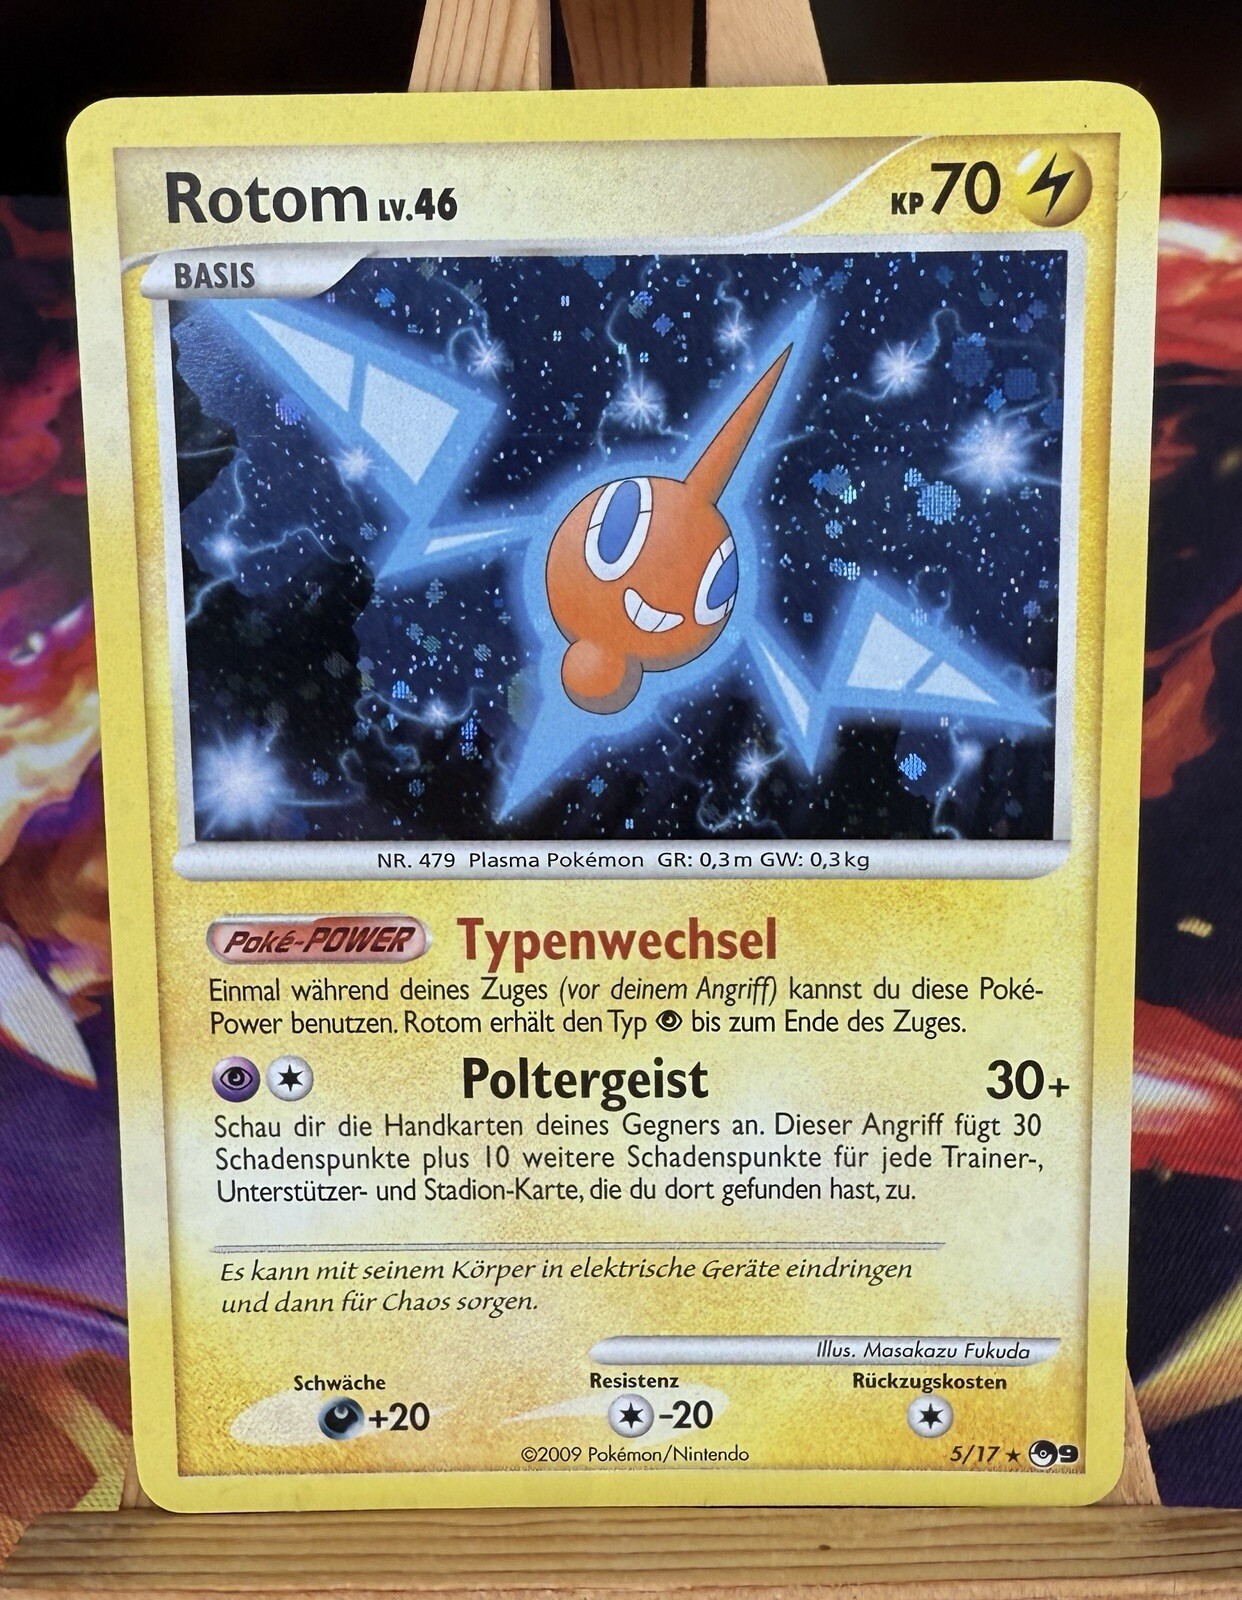 Rotom LV.46
KP 70
BASIS
NR. 479 Plasma Pokémon GR: 0,3 m GW: 0,3 kg
Poké-POWER Typenwechsel
Einmal während deines Zuges (vor deinem Angriff) kannst du diese Poké-
Power benutzen. Rotom erhält den Typ bis zum Ende des Zuges.
Poltergeist 30+
Schau dir die Handkarten deines Gegners an. Dieser Angriff fügt 30
Schadenspunkte plus 10 weitere Schadenspunkte für jede Trainer-,
Unterstützer- und Stadion-Karte, die du dort gefunden hast, zu.
Es kann mit seinem Körper in elektrische Geräte eindringen
und dann für Chaos sorgen.
Illus. Masakazu Fukuda
Schwäche Resistenz Rückzugskosten
+20 -20
©2009 Pokémon/Nintendo 5/17 ★ 9